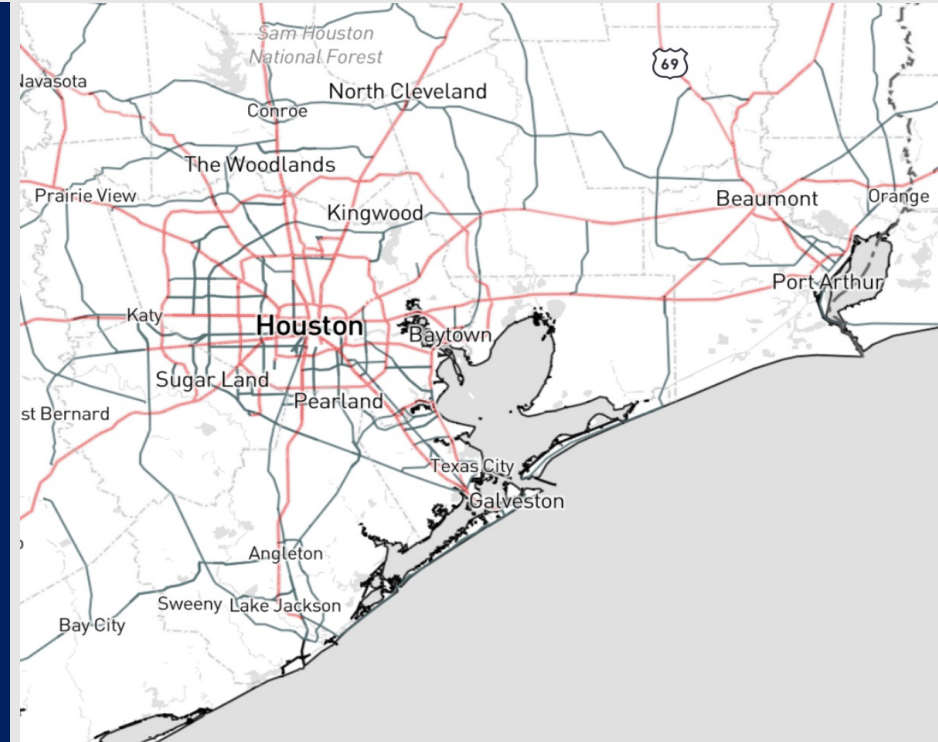 Sam Houston
National Forest
69
Navasota
North Cleveland
Conroe
The Woodlands
Prairie View
Beaumont
Orange
Kingwood
Port Arthur
Katy
Houston
Baytown
Sugar Land
Pearland
st Bernard
Texas City
Galveston
Angleton
Sweeny
Lake Jackson
Bay City